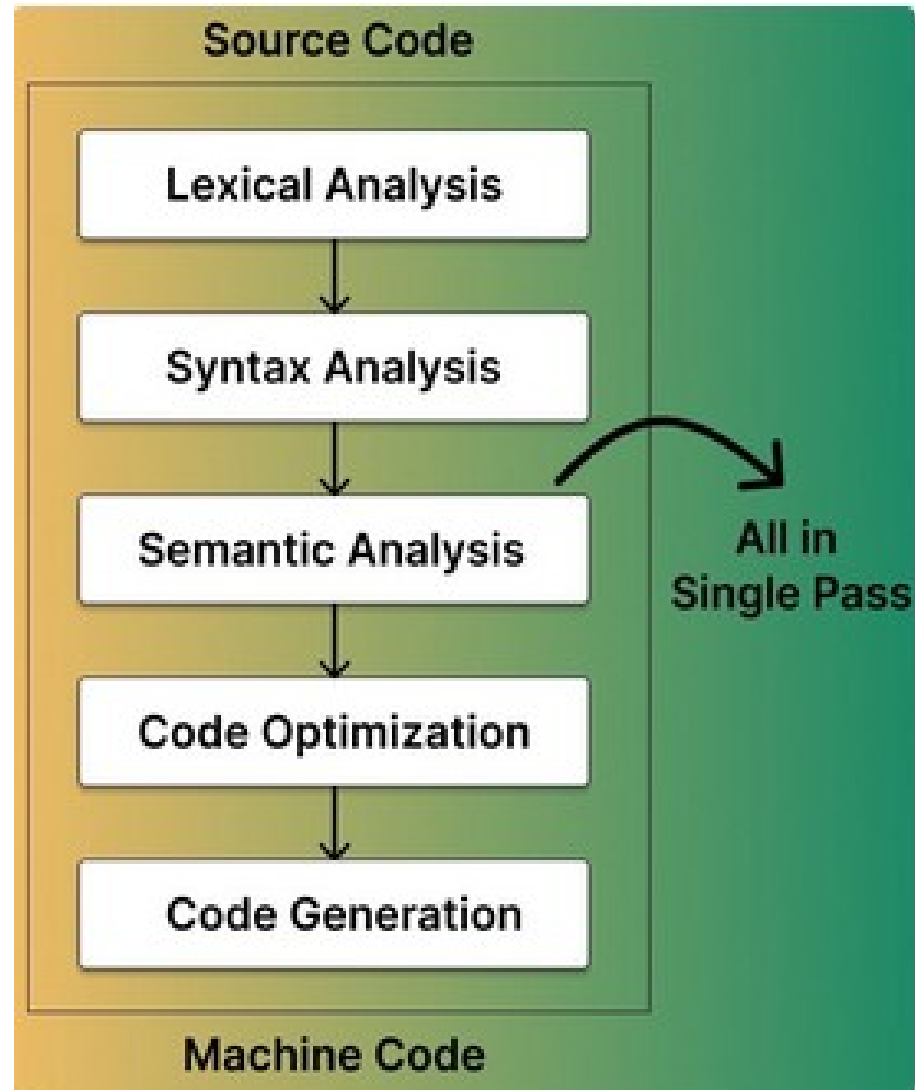 Source Code
Lexical Analysis
Syntax Analysis
Semantic Analysis
All in
Single Pass
Code Optimization
Code Generation
Machine Code